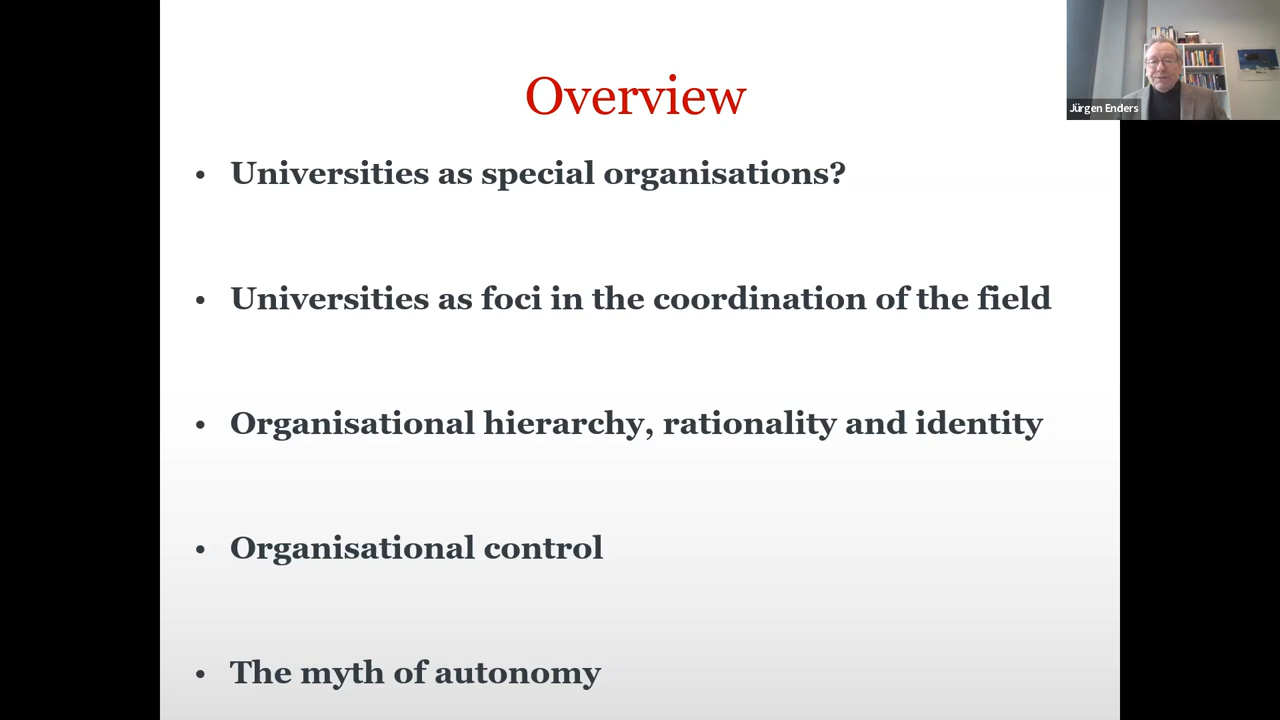 Overview
Jürgen Enders
• Universities as special organisations?
• Universities as foci in the coordination of the field
• Organisational hierarchy, rationality and identity
• Organisational control
• The myth of autonomy